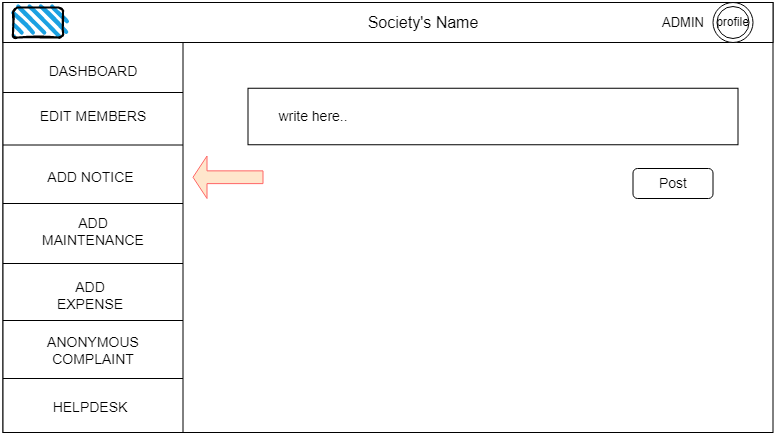 Society's Name
ADMIN
profile
DASHBOARD
EDIT MEMBERS
write here..
ADD NOTICE
Post
ADD
MAINTENANCE
ADD
EXPENSE
ANONYMOUS
COMPLAINT
HELPDESK